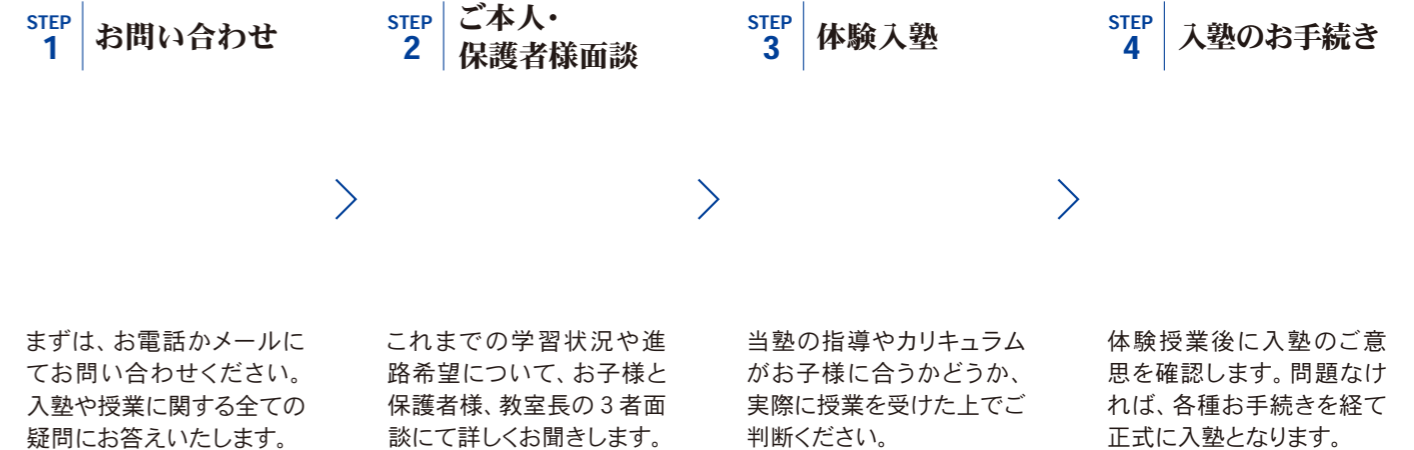 STEP
1
お問い合わせ
まずは、お電話かメールに
てお問い合わせください。
入塾や授業に関する全ての
疑問にお答えいたします。
STEP
2
ご本人・
保護者様面談
これまでの学習状況や進
路希望について、お子様と
保護者様、教室長の3者面
談にて詳しくお聞きします。
STEP
3
体験入塾
当塾の指導やカリキュラム
がお子様に合うかどうか、
実際に授業を受けた上でご
判断ください。
STEP
4
入塾のお手続き
体験授業後に入塾のご意
思を確認します。問題なけ
れば、各種お手続きを経て
正式に入塾となります。